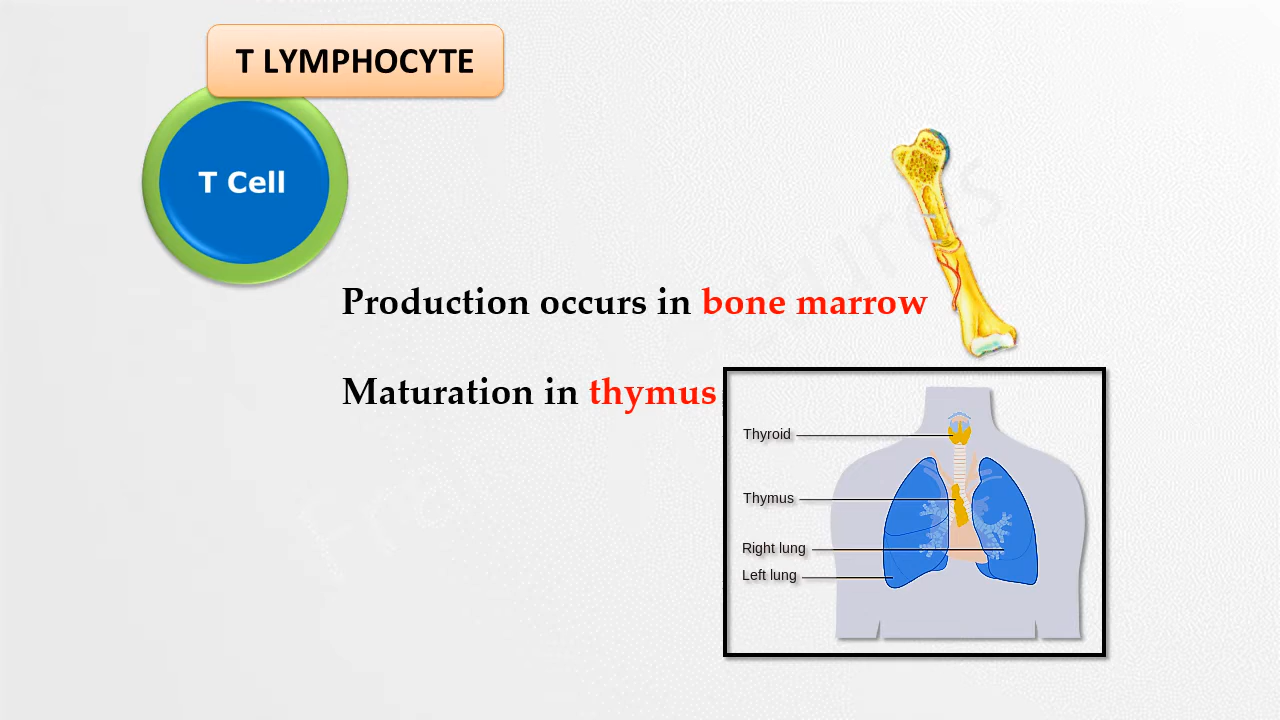 T LYMPHOCYTE
T Cell
Production occurs in bone marrow
Maturation in thymus
Thyroid
Thymus
Right lung
Left lung